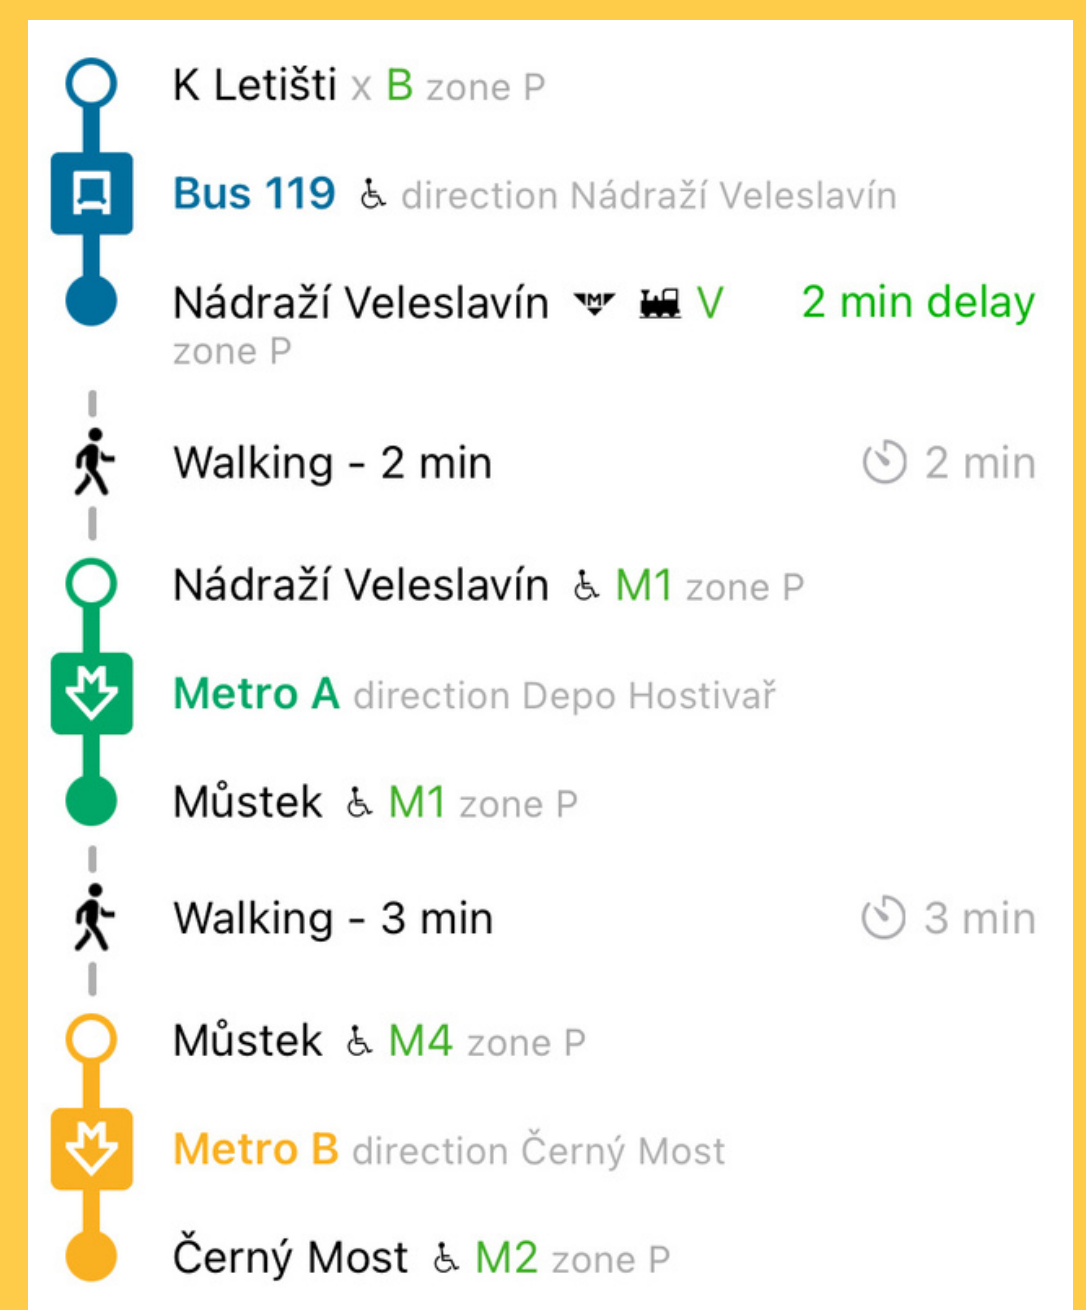 K Letišti x B zone P
Bus 119 direction Nádraží Veleslavín
Nádraží Veleslavín V 2 min delay
zone P
Walking - 2 min 2 min
Nádraží Veleslavín M1 zone P
Metro A direction Depo Hostivař
Můstek M1 zone P
Walking - 3 min 3 min
Můstek M4 zone P
Metro B direction Černý Most
Černý Most M2 zone P